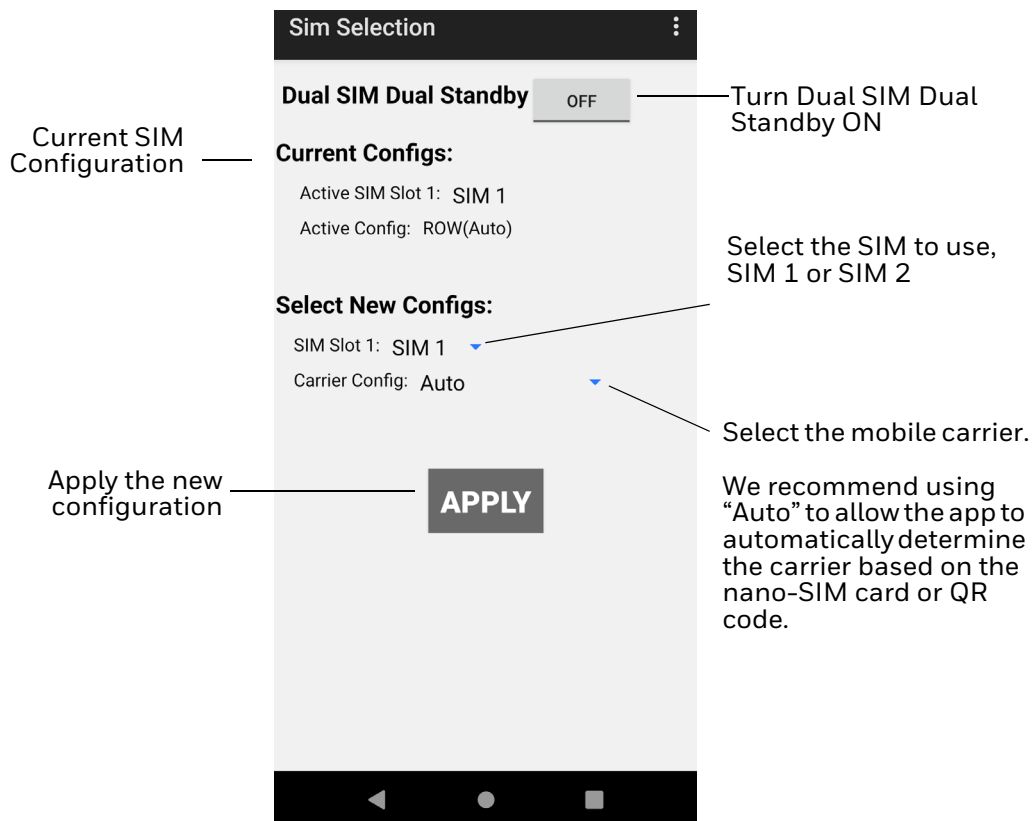 Sim Selection
Dual SIM Dual Standby OFF
Turn Dual SIM Dual
Standby ON
Current SIM
Configuration
Current Configs:
Active SIM Slot 1: SIM 1
Active Config: ROW(Auto)
Select the SIM to use,
SIM 1 or SIM 2
Select New Configs:
SIM Slot 1: SIM 1
Carrier Config: Auto
Select the mobile carrier.
We recommend using
“Auto” to allow the app to
automatically determine
the carrier based on the
nano-SIM card or QR
code.
Apply the new
configuration
APPLY